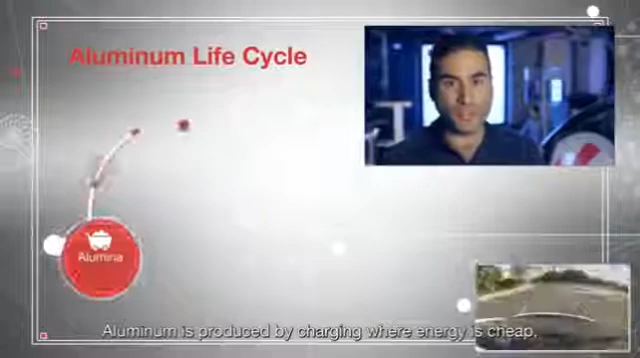 Aluminum Life Cycle
Alumina
Aluminum is produced by charging where energy is cheap,